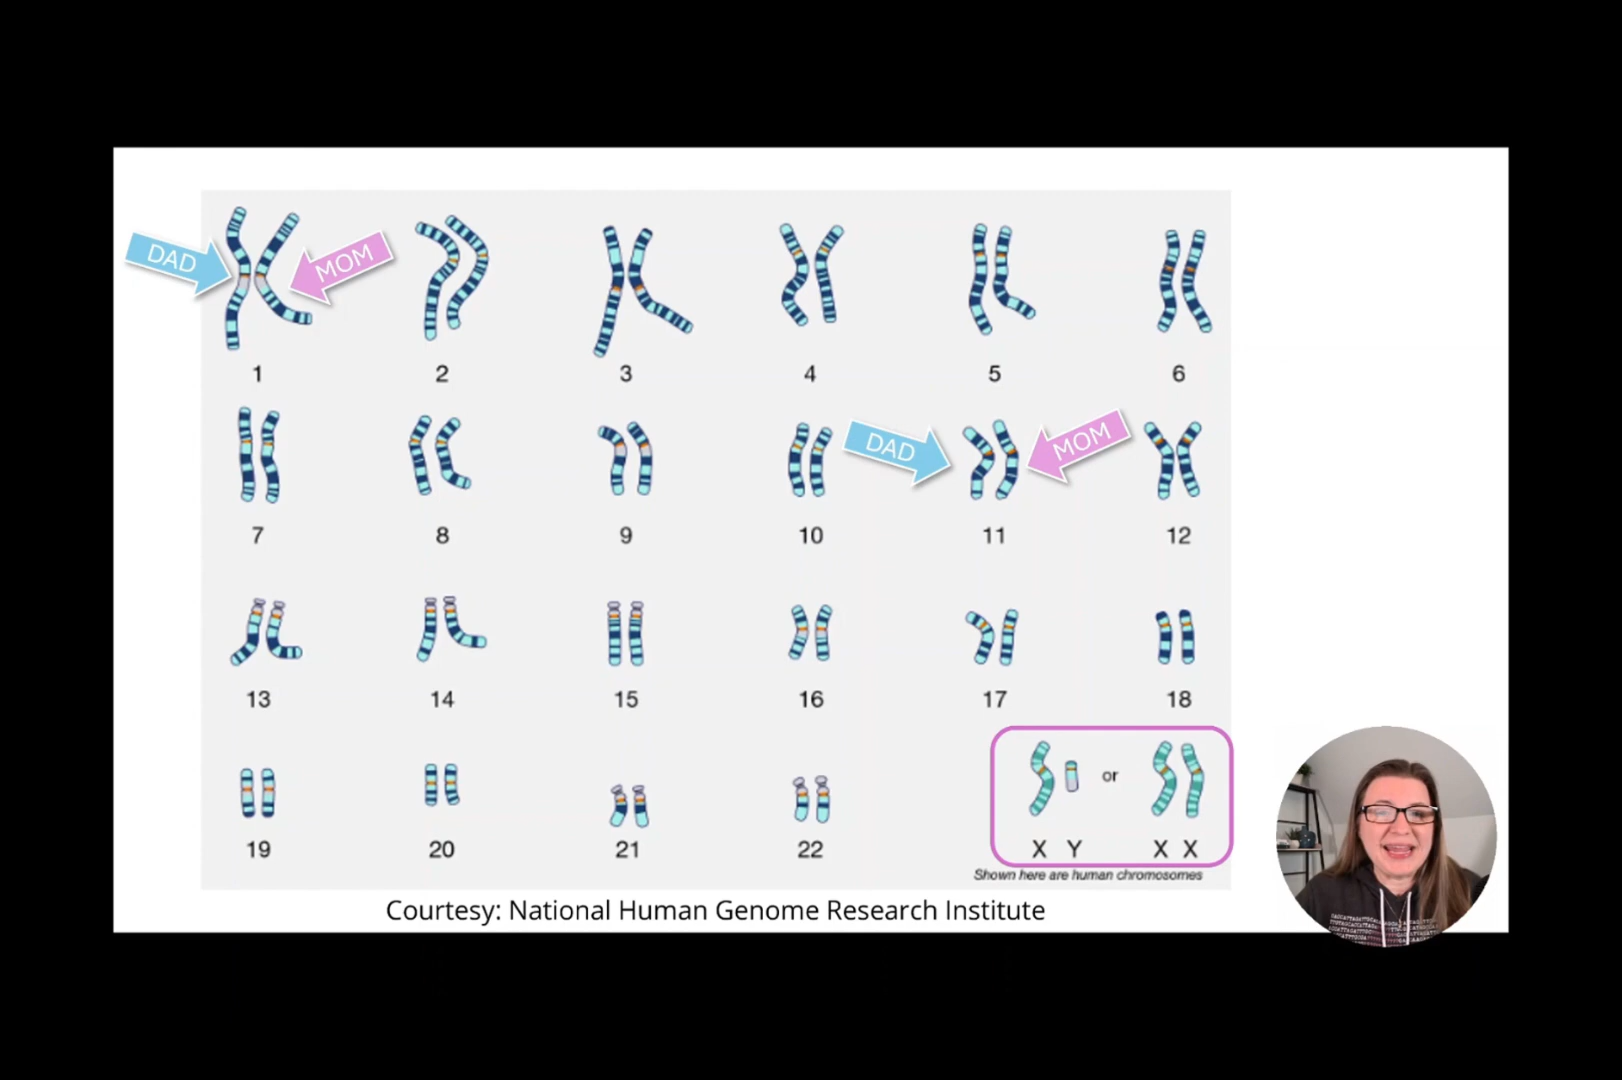 DAD
MOM
1 2 3 4 5 6
DAD
MOM
7 8 9 10 11 12
13 14 15 16 17 18
or
19 20 21 22 X Y X X
Shown here are human chromosomes
Courtesy: National Human Genome Research Institute